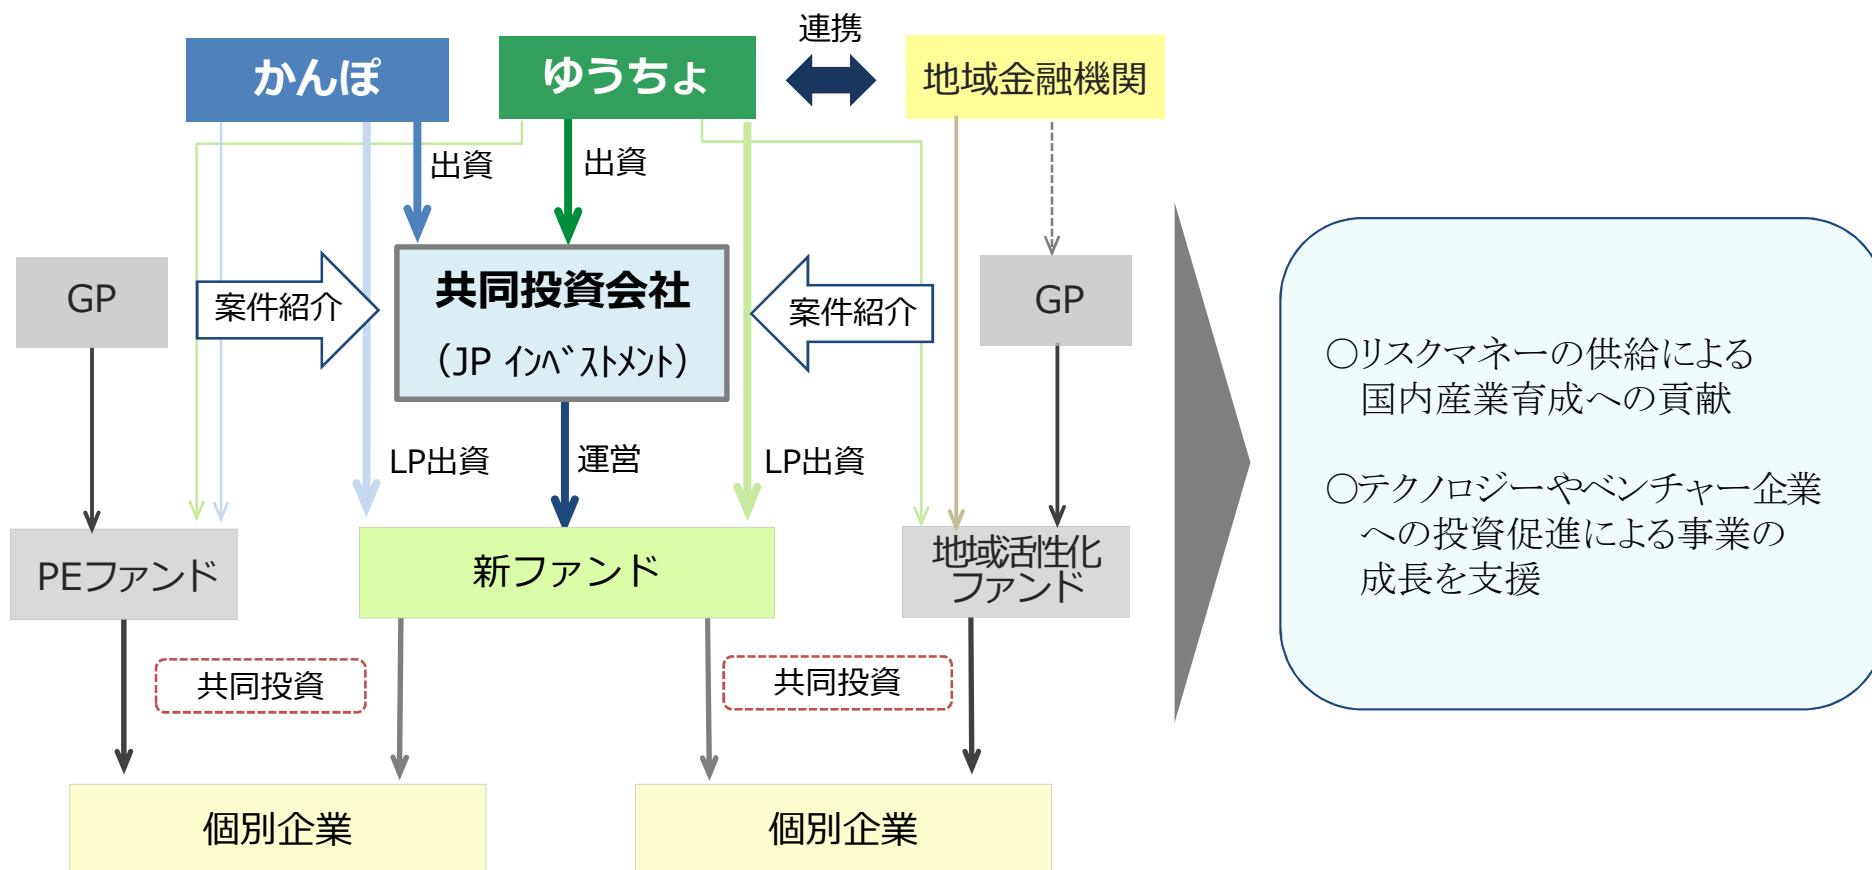 連携
かんぽ
ゆうちょ
地域金融機関
出資
出資
GP
案件紹介
共同投資会社
（JP ｲﾝﾍﾞｽﾄﾒﾝﾄ）
案件紹介
GP
LP出資
運営
LP出資
PEファンド
新ファンド
地域活性化
ファンド
共同投資
共同投資
個別企業
個別企業
○リスクマネーの供給による
国内産業育成への貢献
○テクノロジーやベンチャー企業
への投資促進による事業の
成長を支援